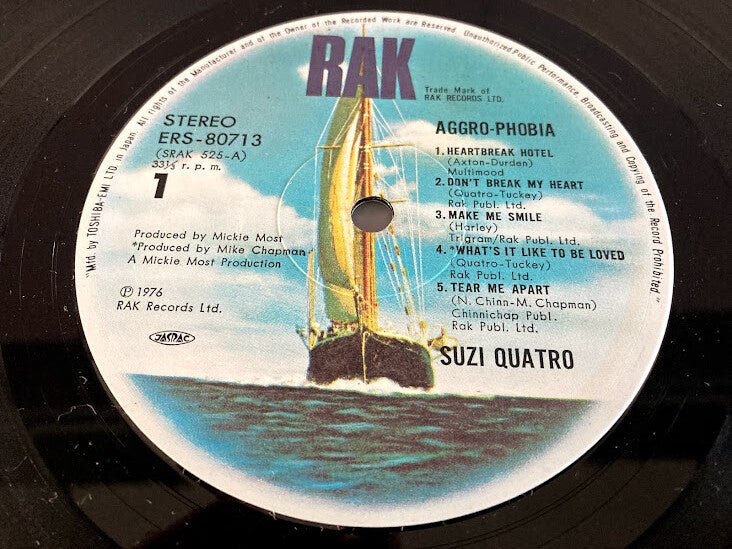 "Mfd. by TOSHIBA-EMI LTD. in Japan. All rights of the Manufacturer and of the Owner of the Recorded Work are Reserved. Unauthorized Public Performance, Broadcasting and Copying of the Record Prohibited"
RAK
Trade Mark of
RAK RECORDS LTD.
STEREO
ERS-80713
(SRAK 525-A)
33⅓ r. p. m.
1
Produced by Mickie Most
*Produced by Mike Chapman
A Mickie Most Production
Ⓟ 1976
RAK Records Ltd.
JASRAC
AGGRO-PHOBIA
1. HEARTBREAK HOTEL
(Axton-Durden)
Multimood
2. DON'T BREAK MY HEART
(Quatro-Tuckey)
Rak Publ. Ltd.
3. MAKE ME SMILE
(Harley)
Trigram/Rak Publ. Ltd.
4. *WHAT'S IT LIKE TO BE LOVED
(Quatro-Tuckey)
Rak Publ. Ltd.
5. TEAR ME APART
(N. Chinn-M. Chapman)
Chinnichap Publ.
Rak Publ. Ltd.
SUZI QUATRO